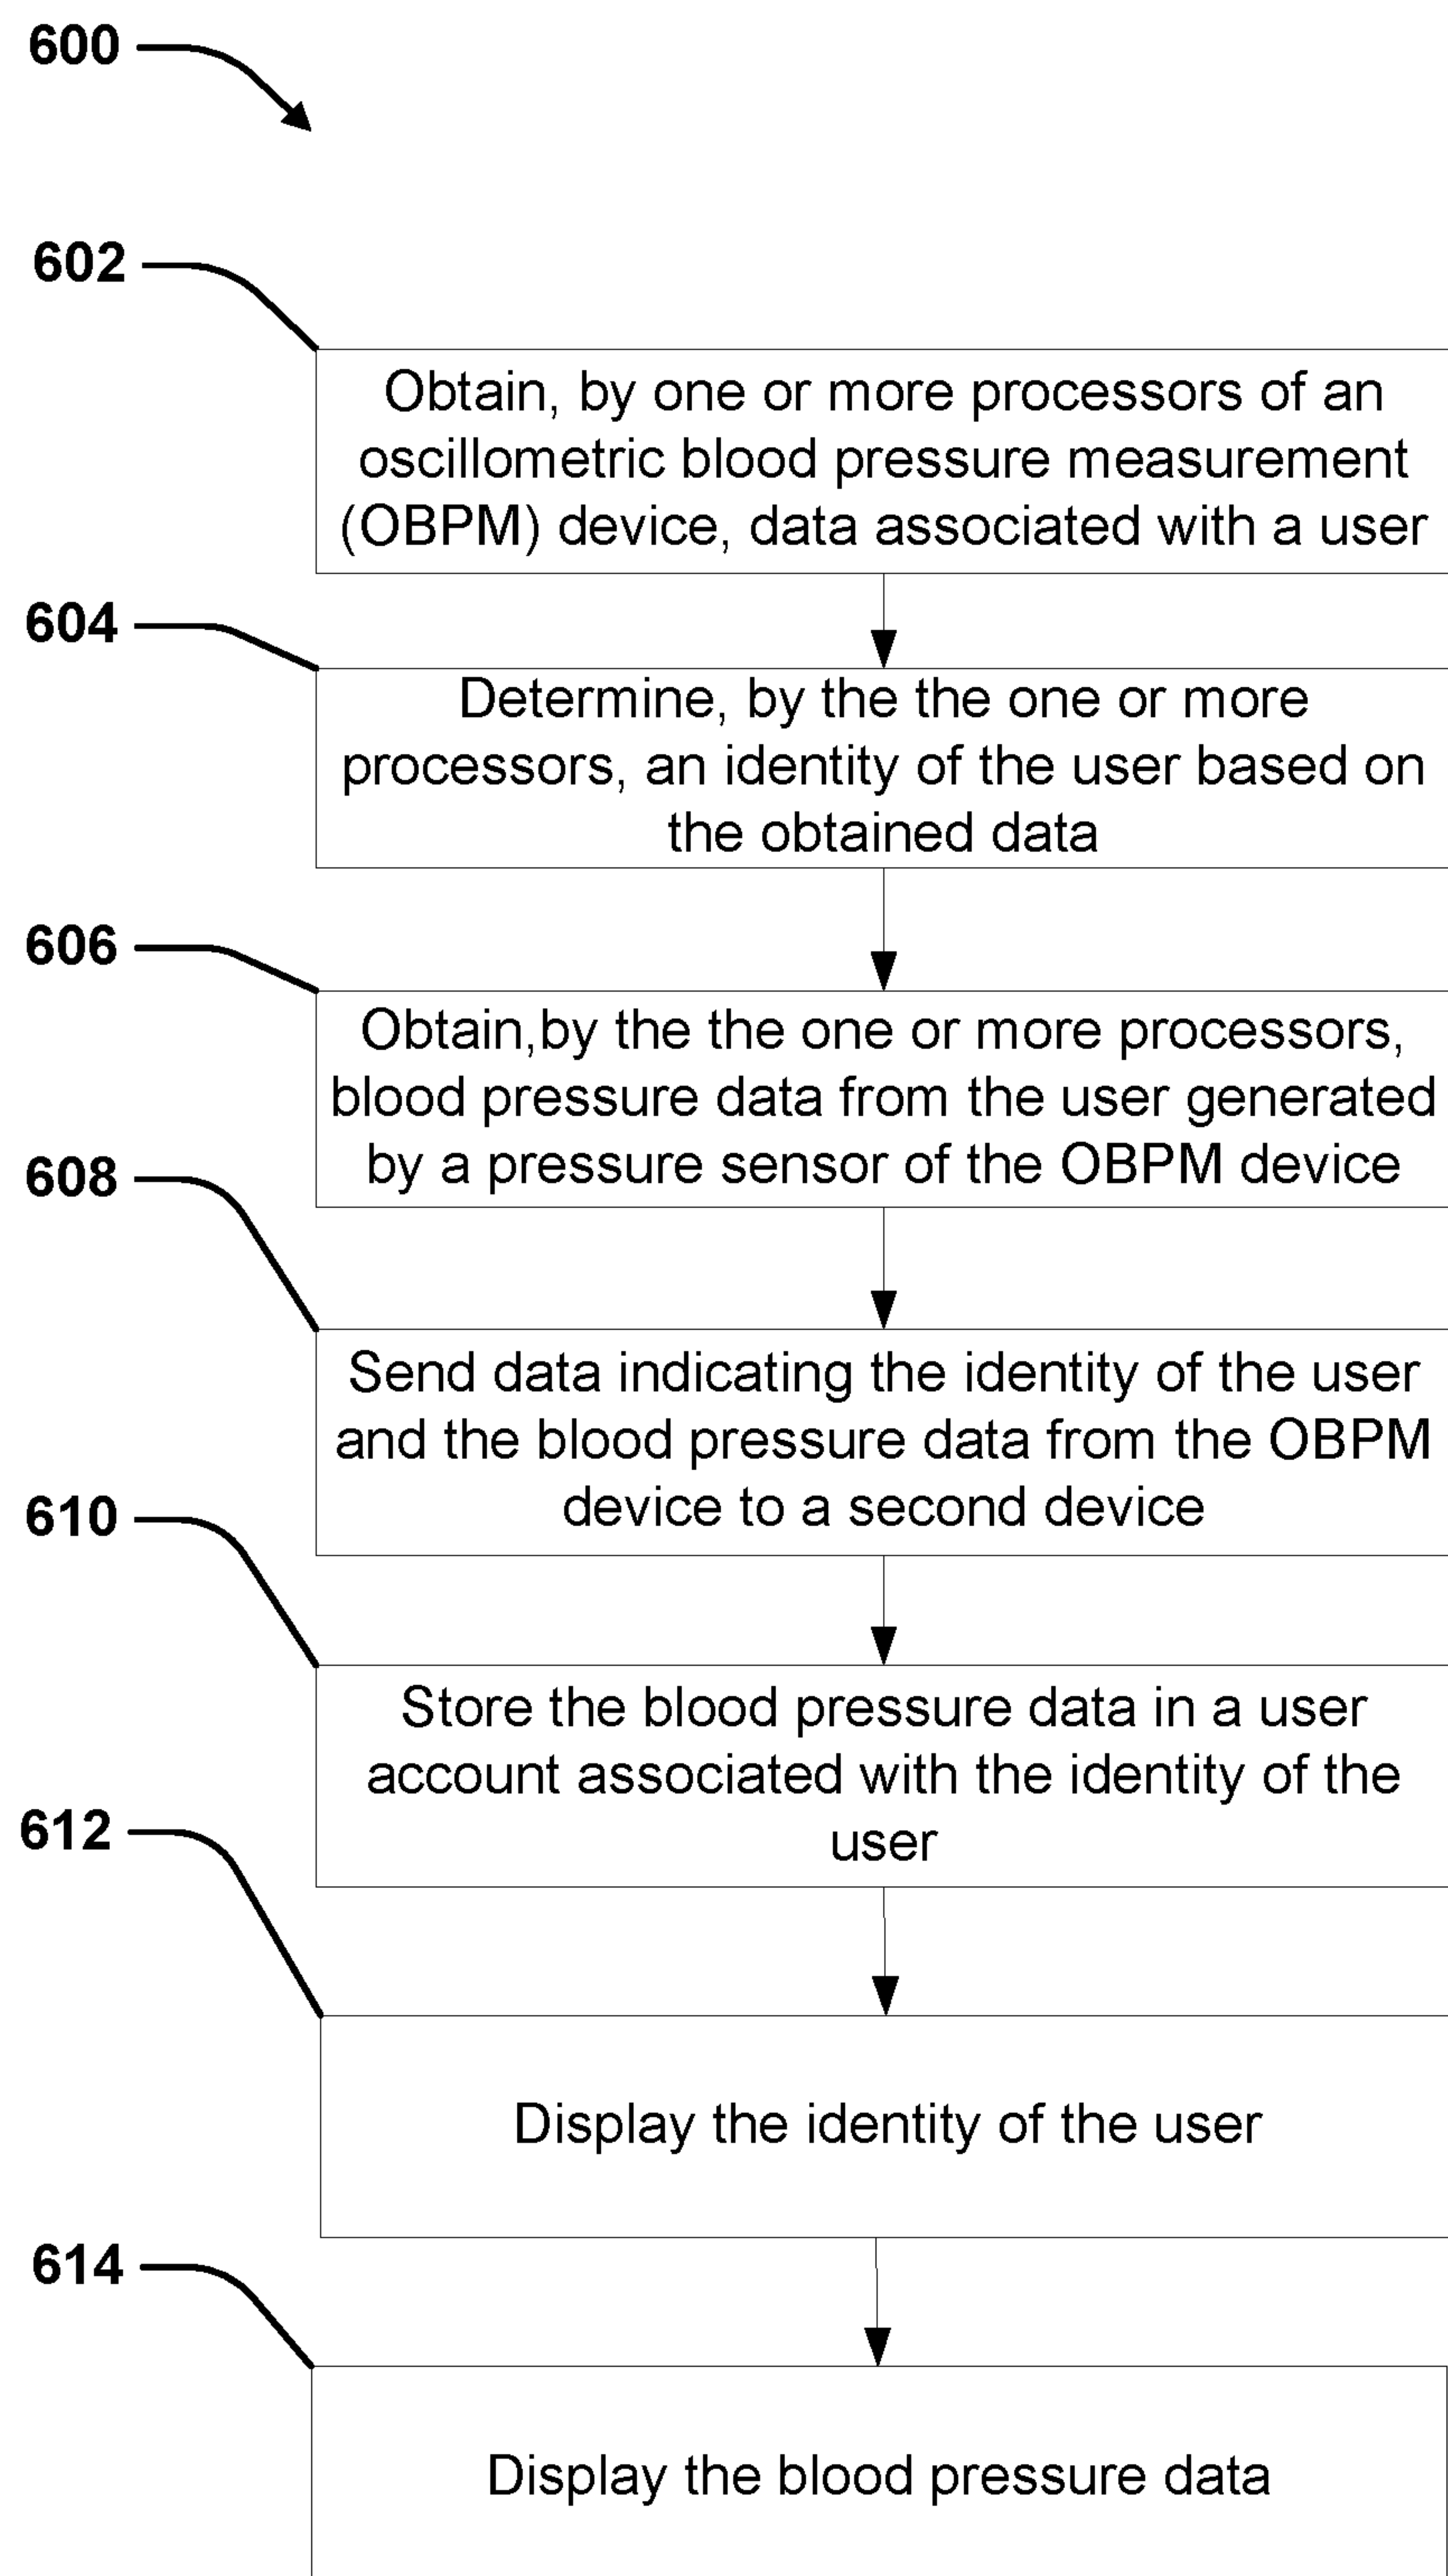 600
602
Obtain, by one or more processors of an
oscillometric blood pressure measurement
(OBPM) device, data associated with a user
604
Determine, by the the one or more
processors, an identity of the user based on
the obtained data
606
Obtain,by the the one or more processors,
blood pressure data from the user generated
by a pressure sensor of the OBPM device
608
Send data indicating the identity of the user
and the blood pressure data from the OBPM
device to a second device
610
Store the blood pressure data in a user
account associated with the identity of the
user
612
Display the identity of the user
614
Display the blood pressure data